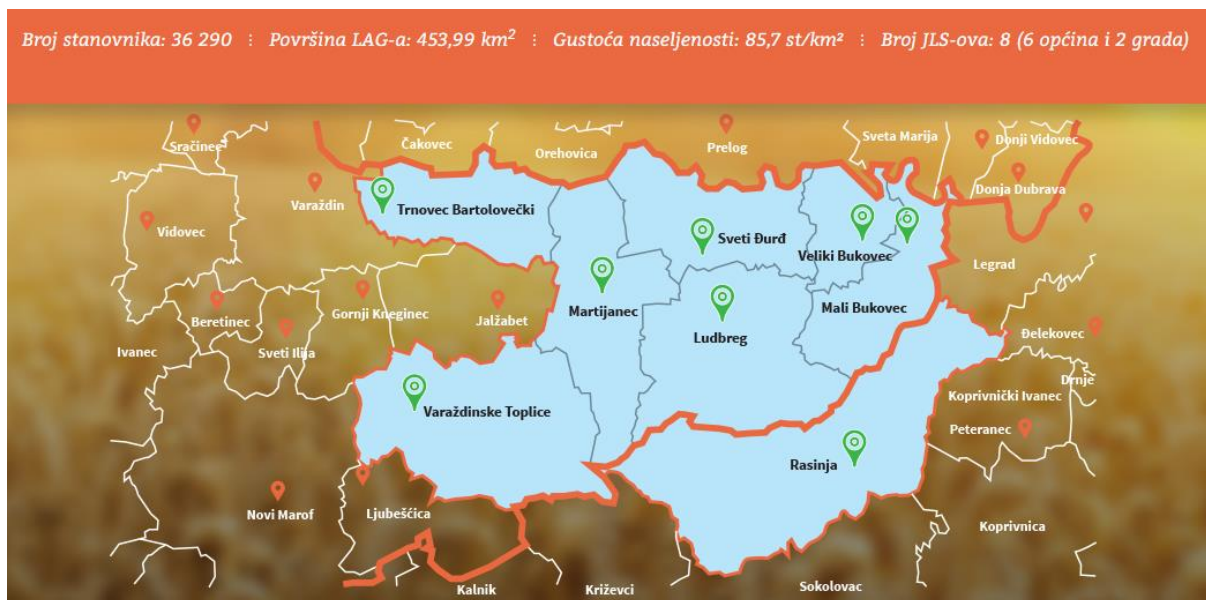 Broj stanovnika: 36 290 ⋮ Površina LAG-a: 453,99 km² ⋮ Gustoća naseljenosti: 85,7 st/km² ⋮ Broj JLS-ova: 8 (6 općina i 2 grada)
Sračinec
Čakovec
Orehovica
Prelog
Sveta Marija
Donji Vidovec
Donja Dubrava
Varaždin
Trnovec Bartolovečki
Vidovec
Sveti Đurđ
Veliki Bukovec
Legrad
Gornji Kneginec
Jalžabet
Martijanec
Mali Bukovec
Beretinec
Ludbreg
Đelekovec
Ivanec
Sveti Ilija
Drnje
Koprivnički Ivanec
Varaždinske Toplice
Peteranec
Rasinja
Novi Marof
Ljubešćica
Koprivnica
Kalnik
Križevci
Sokolovac